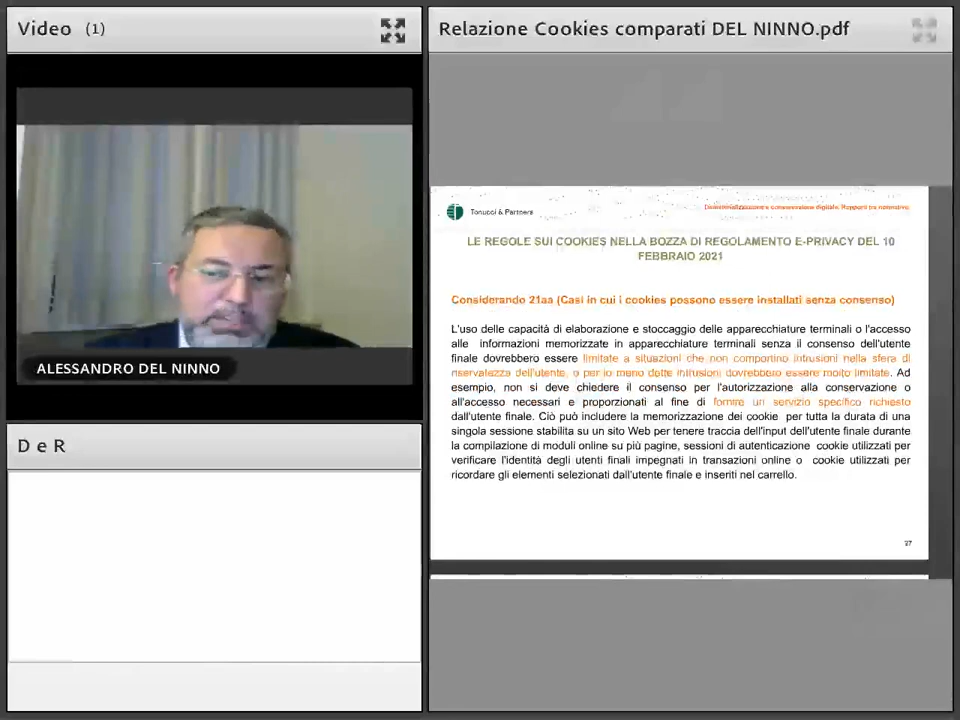 Video (1)
ALESSANDRO DEL NINNO
D e R
Relazione Cookies comparati DEL NINNO.pdf
Tonucci & Partners
Dematerializzazione e conservazione digitale. Rapporti tra normative
LE REGOLE SUI COOKIES NELLA BOZZA DI REGOLAMENTO E-PRIVACY DEL 10
FEBBRAIO 2021
Considerando 21aa (Casi in cui i cookies possono essere installati senza consenso)
L'uso delle capacità di elaborazione e stoccaggio delle apparecchiature terminali o l'accesso
alle informazioni memorizzate in apparecchiature terminali senza il consenso dell'utente
finale dovrebbero essere limitate a situazioni che non comportino intrusioni nella sfera di
riservatezza dell'utente, o per lo meno dette intrusioni dovrebbero essere molto limitate. Ad
esempio, non si deve chiedere il consenso per l'autorizzazione alla conservazione o
all'accesso necessari e proporzionati al fine di fornire un servizio specifico richiesto
dall'utente finale. Ciò può includere la memorizzazione dei cookie per tutta la durata di una
singola sessione stabilita su un sito Web per tenere traccia dell'input dell'utente finale durante
la compilazione di moduli online su più pagine, sessioni di autenticazione cookie utilizzati per
verificare l'identità degli utenti finali impegnati in transazioni online o cookie utilizzati per
ricordare gli elementi selezionati dall'utente finale e inseriti nel carrello.
27